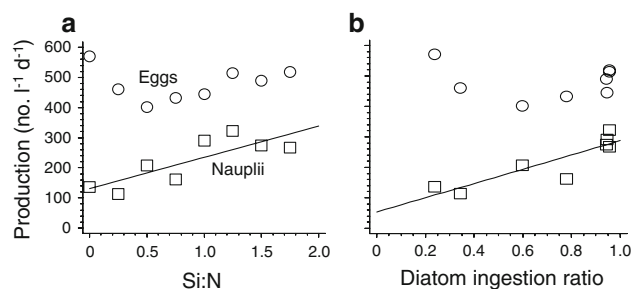 a
b
Production (no. l-1 d-1)
600
500
400
300
200
100
0
Eggs
Nauplii
0 0.5 1.0 1.5 2.0
Si:N
0 0.2 0.4 0.6 0.8 1.0
Diatom ingestion ratio